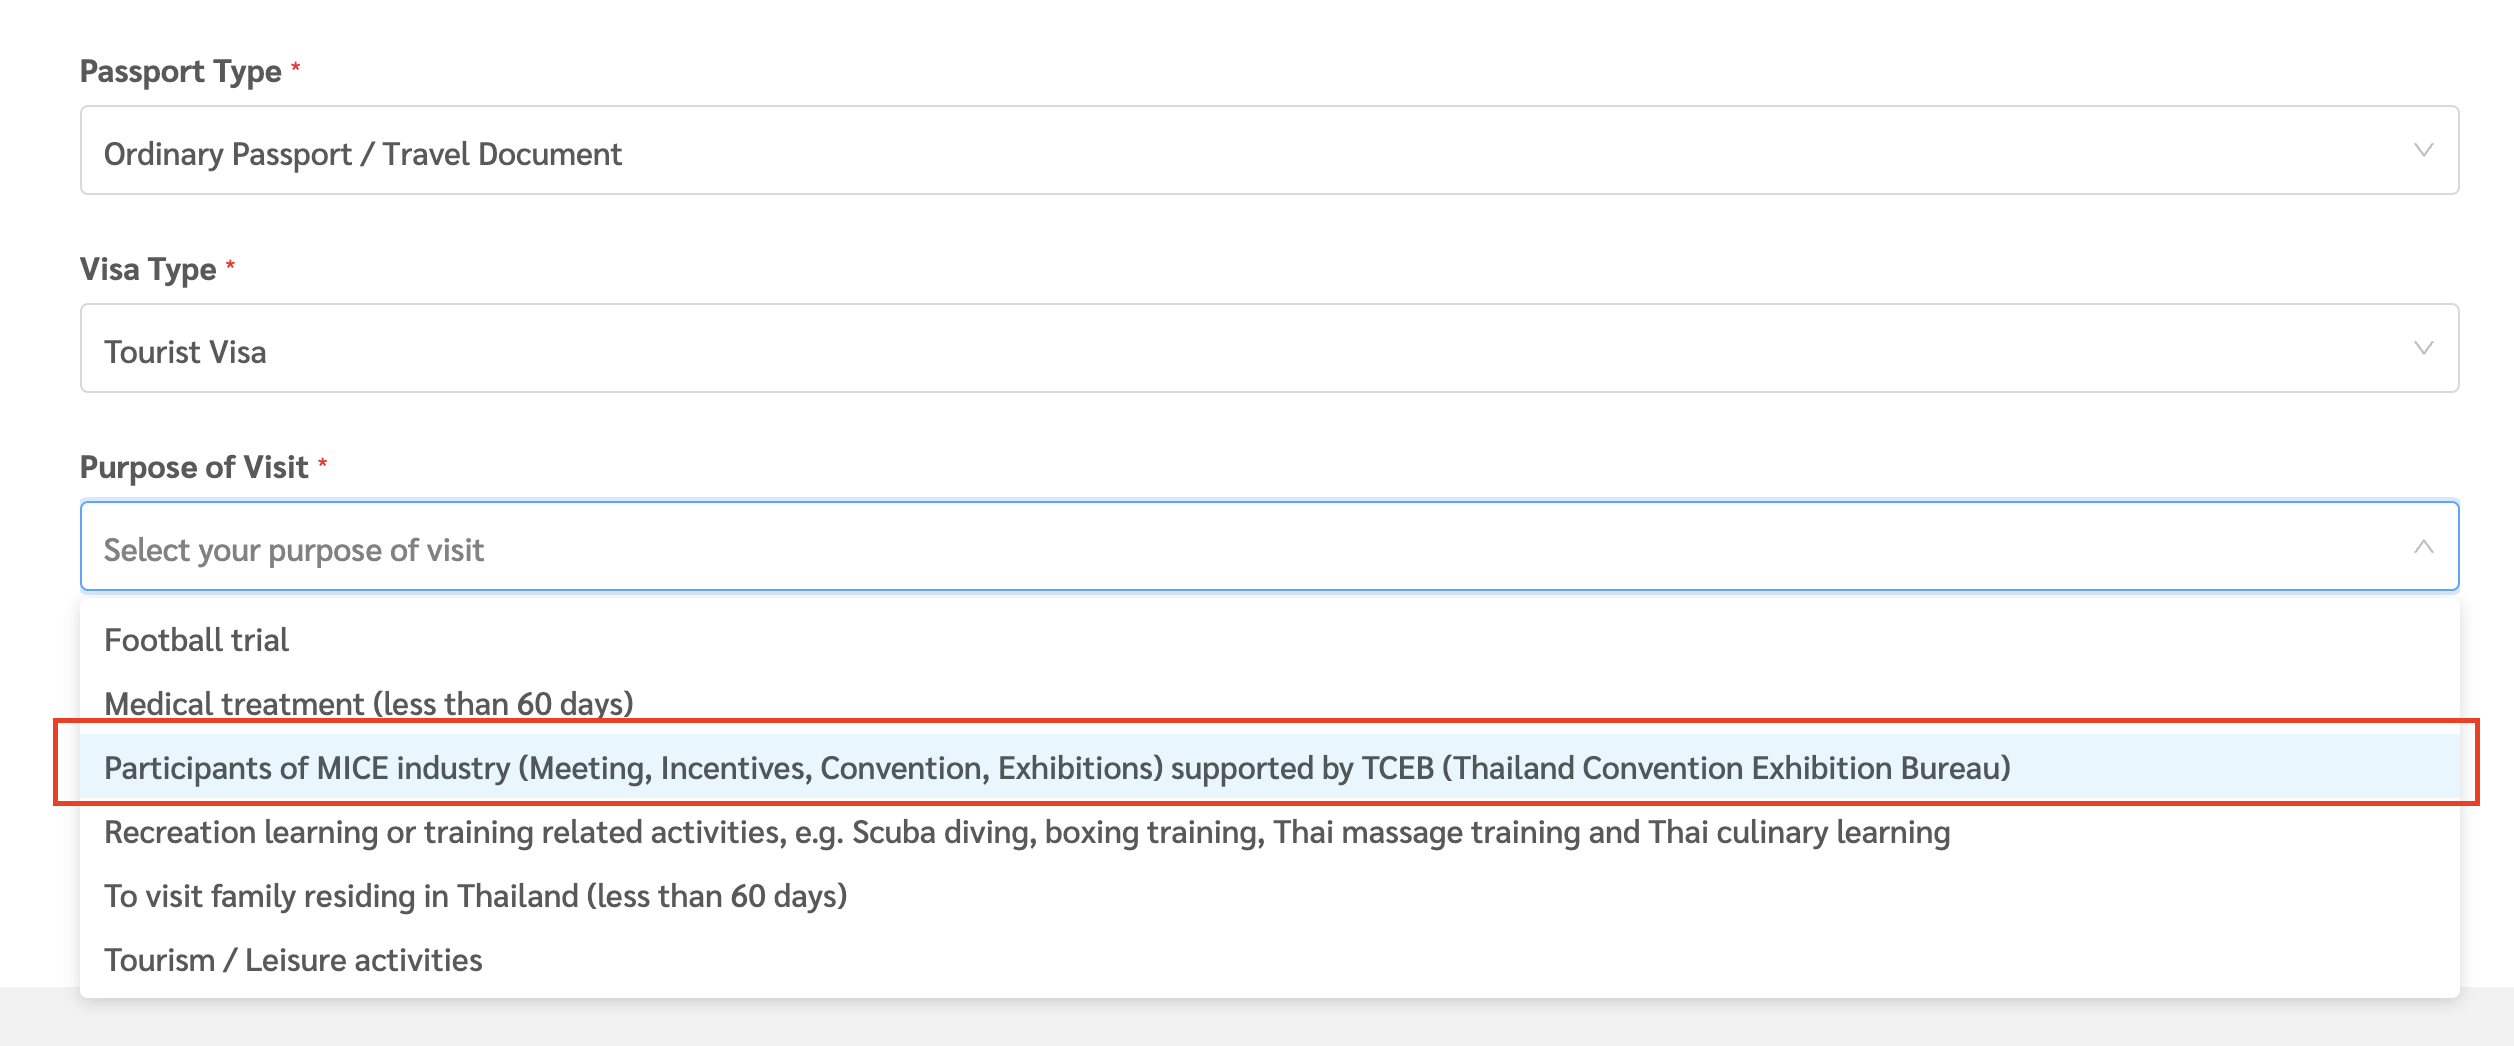 Passport Type *
Ordinary Passport / Travel Document
Visa Type *
Tourist Visa
Purpose of Visit *
Select your purpose of visit
Football trial
Medical treatment (less than 60 days)
Participants of MICE industry (Meeting, Incentives, Convention, Exhibitions) supported by TCEB (Thailand Convention Exhibition Bureau)
Recreation learning or training related activities, e.g. Scuba diving, boxing training, Thai massage training and Thai culinary learning
To visit family residing in Thailand (less than 60 days)
Tourism / Leisure activities